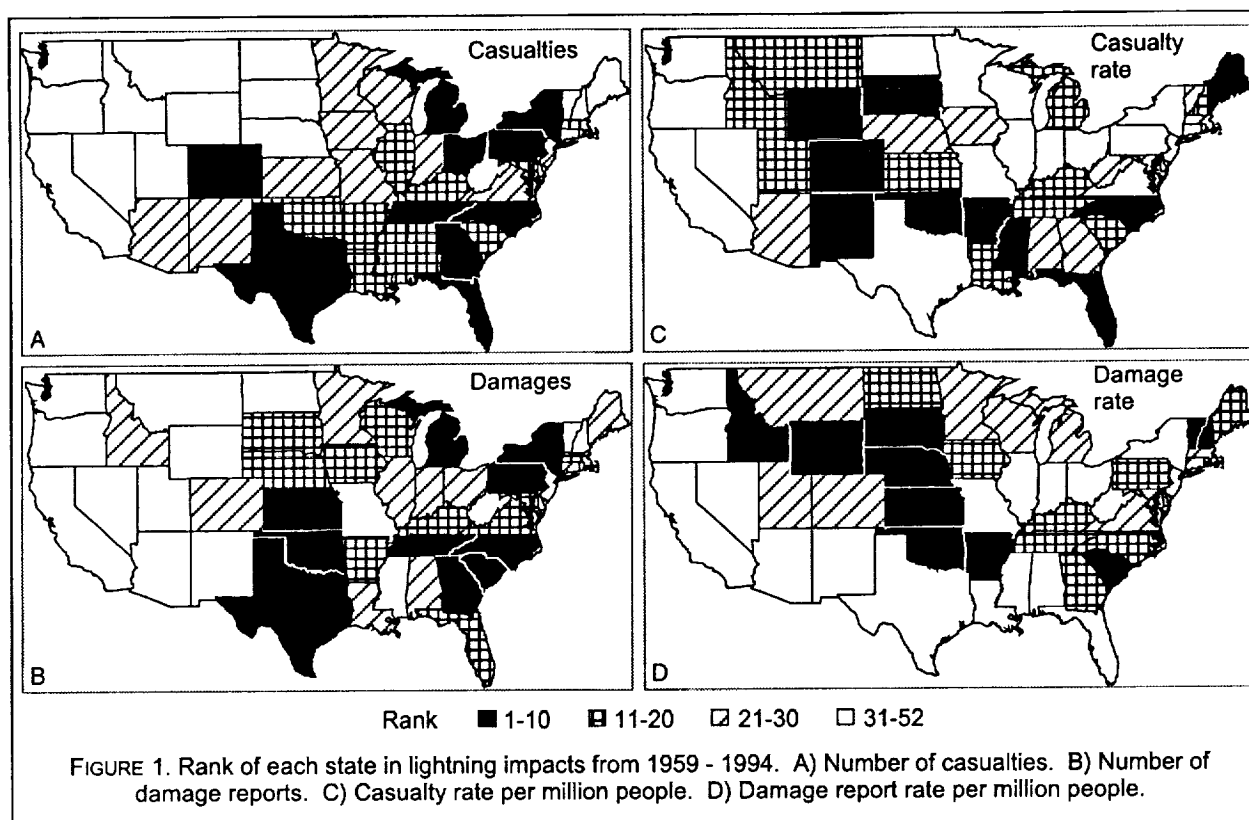 Casualties
A
Casualty
rate
C
Damages
B
Damage
rate
D
Rank 1-10 11-20 21-30 31-52
FIGURE 1. Rank of each state in lightning impacts from 1959 - 1994. A) Number of casualties. B) Number of
damage reports. C) Casualty rate per million people. D) Damage report rate per million people.